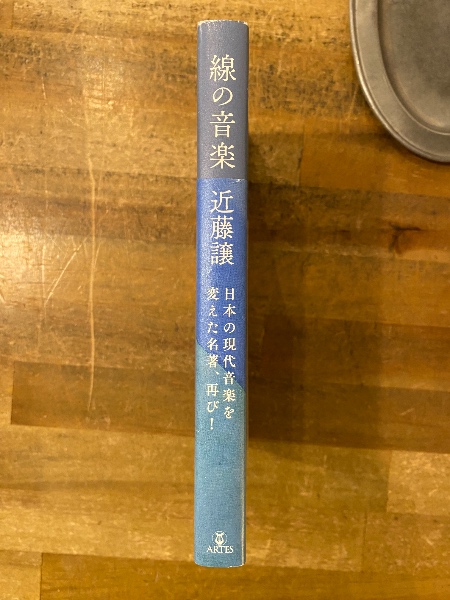 線の音楽
近藤譲
日本の現代音楽を
変えた名著、再び！
ARTES